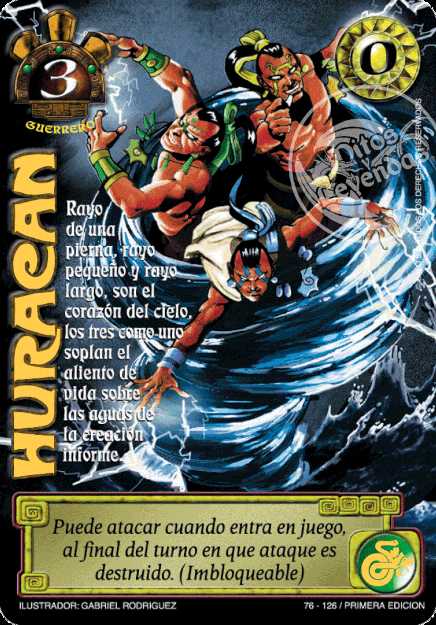 3
0
GUERRERO
HURACAN
Rayo
de una
pierna, rayo
pequeño y rayo
largo, son el
corazón del cielo,
los tres como uno
soplan el
aliento de
vida sobre
las aguas de
la creación
informe.
Mitos y
Leyendas
Puede atacar cuando entra en juego,
al final del turno en que ataque es
destruido. (Imbloqueable)
ILUSTRADOR: GABRIEL RODRIGUEZ
76 - 126 / PRIMERA EDICION